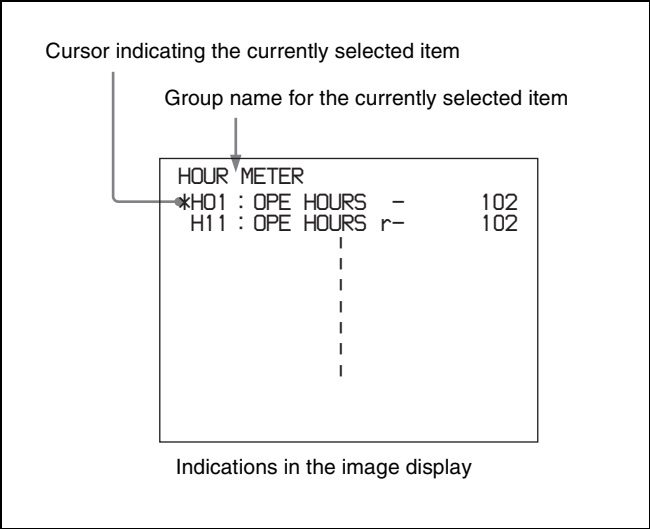 Cursor indicating the currently selected item
Group name for the currently selected item
HOUR METER
*H01 : OPE HOURS - 102
H11 : OPE HOURS r- 102
Indications in the image display